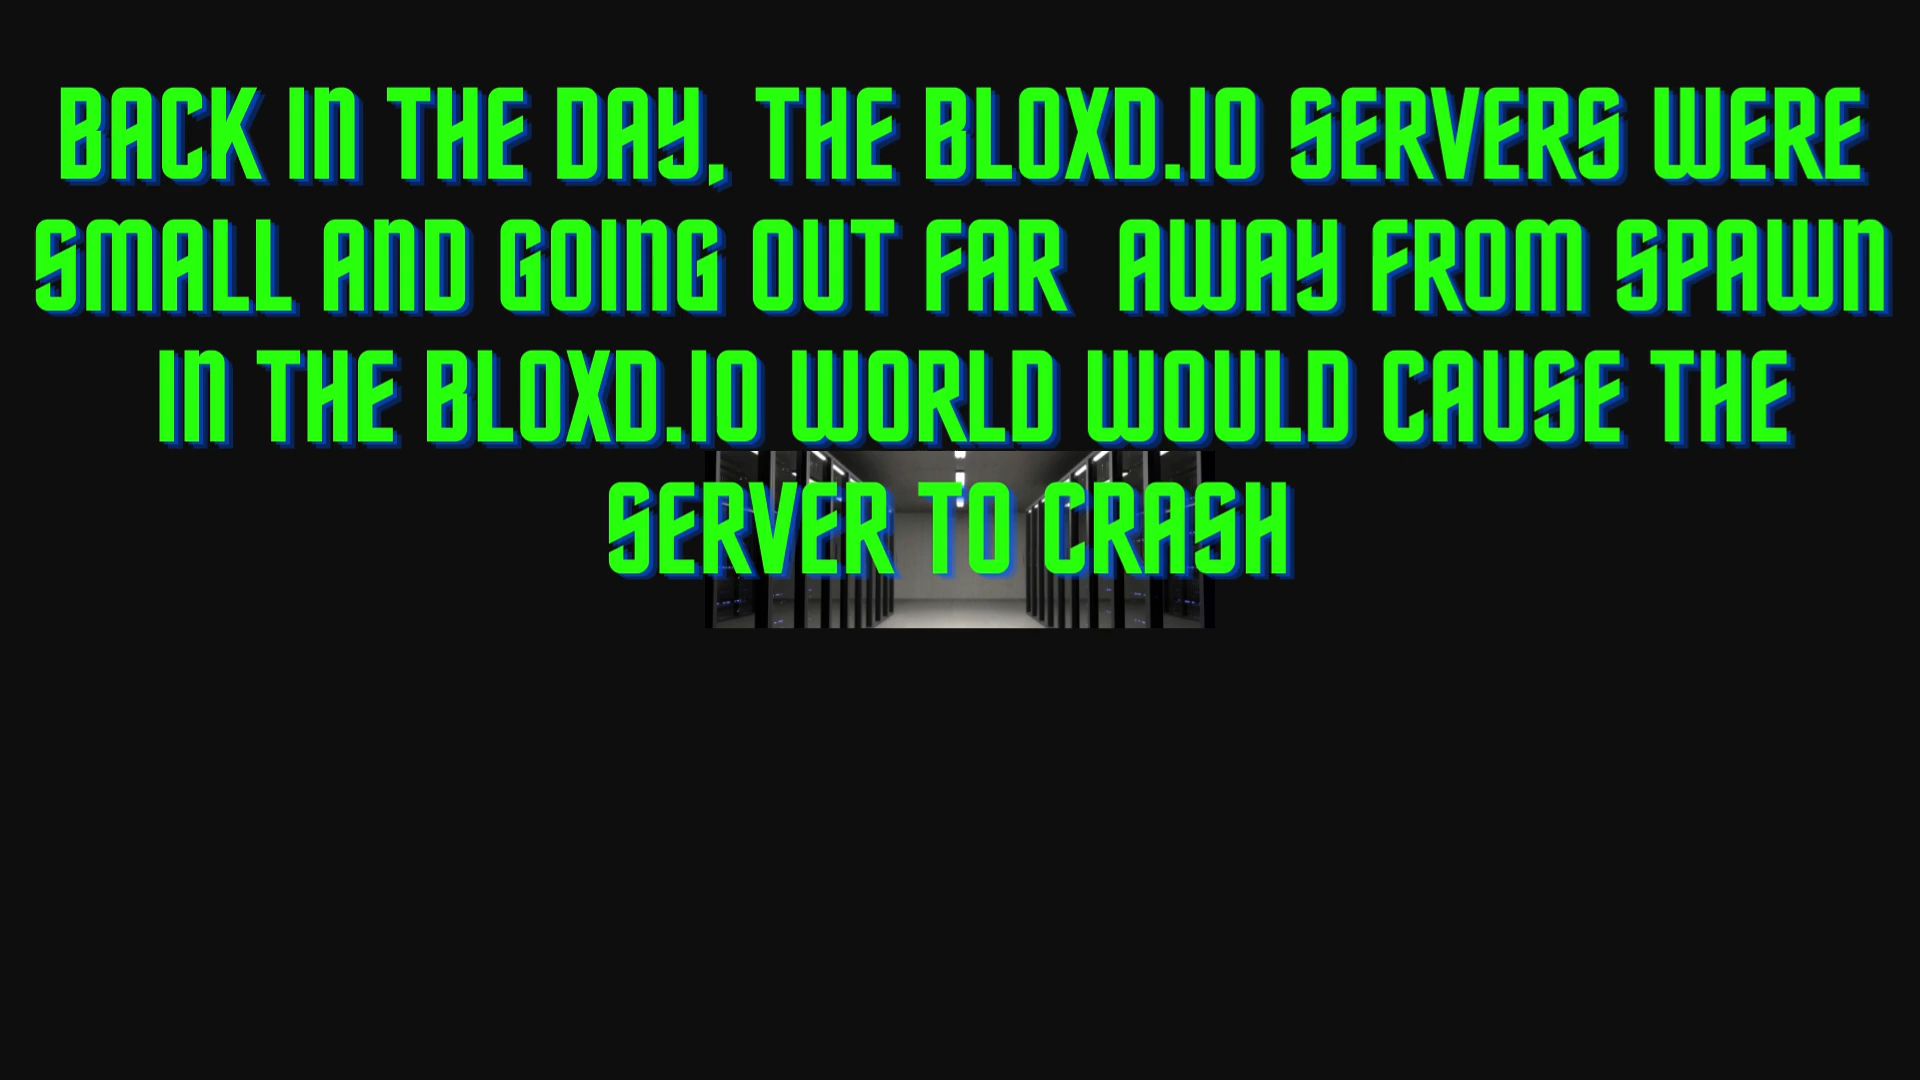 BACK IN THE DAY, THE BLOXD.IO SERVERS WERE
SMALL AND GOING OUT FAR  AWAY FROM SPAWN
IN THE BLOXD.IO WORLD WOULD CAUSE THE
SERVER TO CRASH